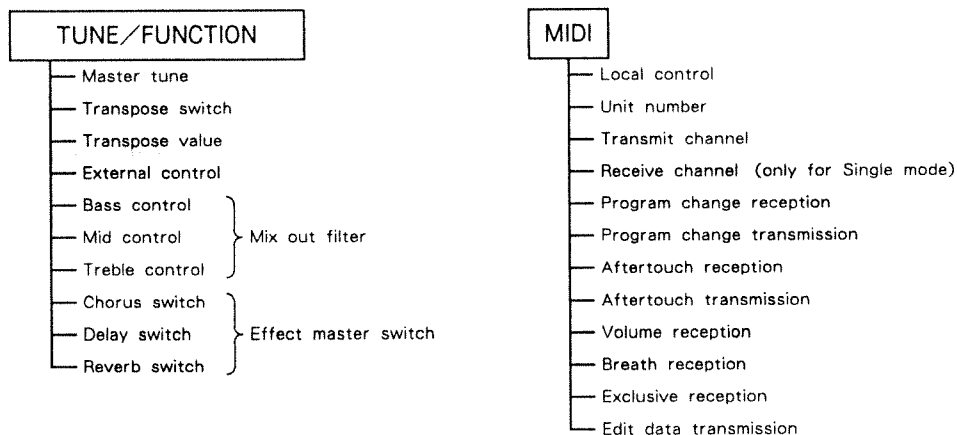 TUNE/FUNCTION
Master tune
Transpose switch
Transpose value
External control
Bass control
Mid control
Treble control
Mix out filter
Chorus switch
Delay switch
Reverb switch
Effect master switch
MIDI
Local control
Unit number
Transmit channel
Receive channel (only for Single mode)
Program change reception
Program change transmission
Aftertouch reception
Aftertouch transmission
Volume reception
Breath reception
Exclusive reception
Edit data transmission